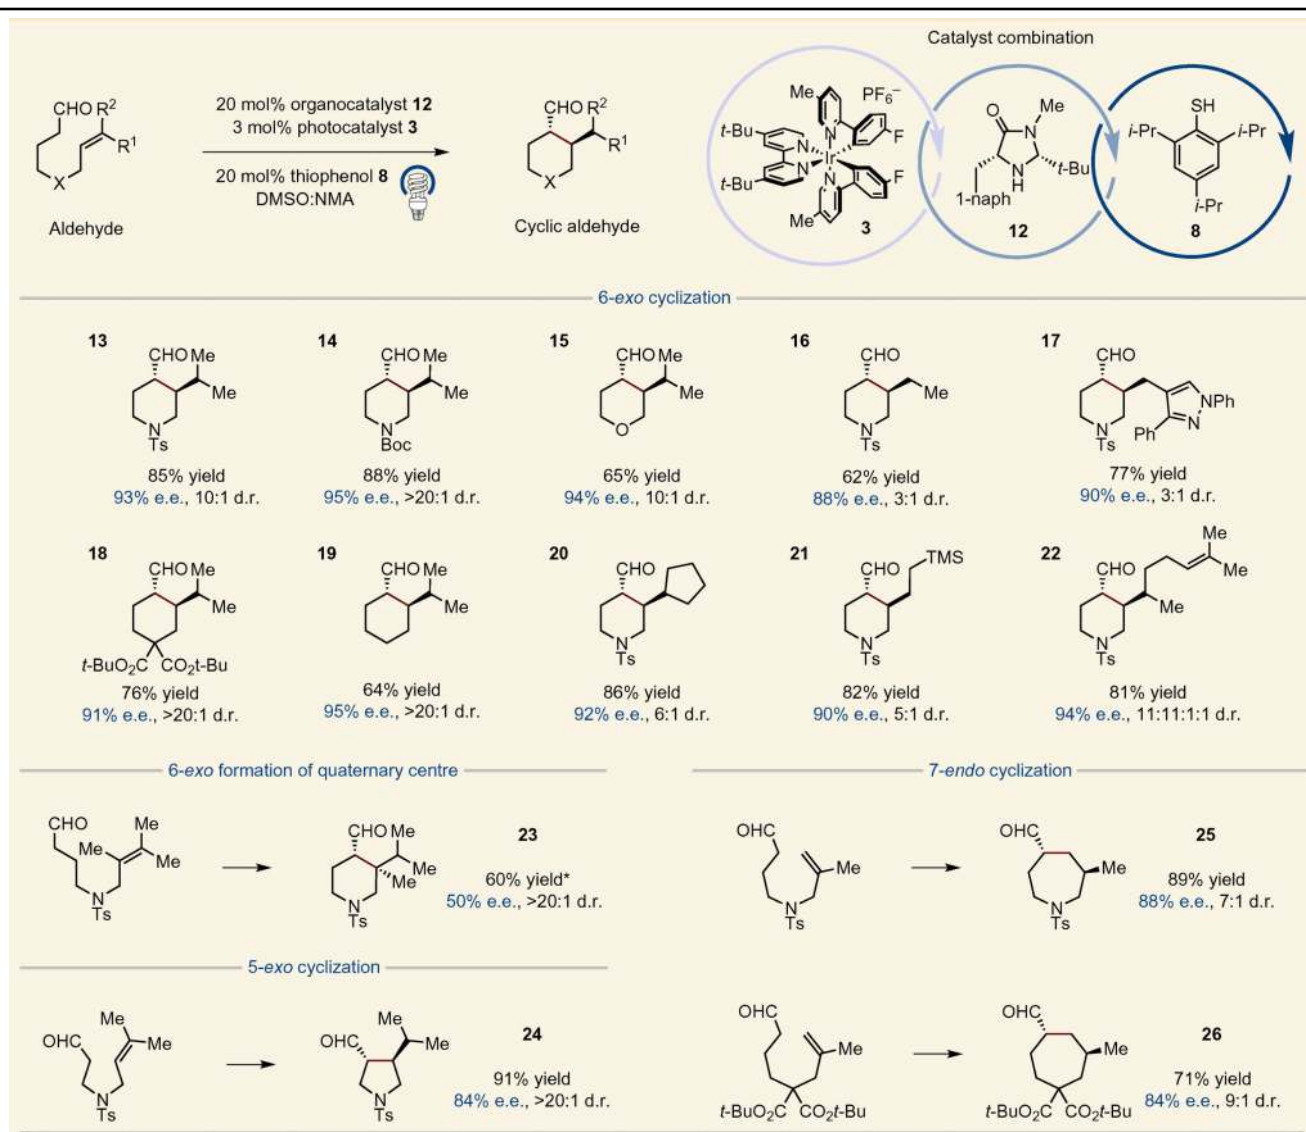 Catalyst combination
CHO R2
R1
X
Aldehyde
20 mol% organocatalyst 12
3 mol% photocatalyst 3
20 mol% thiophenol 8
DMSO:NMA
CHO R2
R1
X
Cyclic aldehyde
Me
PF6–
t-Bu
N
N
F
N
Ir
N
t-Bu
F
Me
3
O
Me
N
N
H
t-Bu
1-naph
12
SH
i-Pr
i-Pr
i-Pr
8
6-exo cyclization
13
CHO Me
Me
N
Ts
85% yield
93% e.e., 10:1 d.r.
14
CHO Me
Me
N
Boc
88% yield
95% e.e., >20:1 d.r.
15
CHO Me
Me
O
65% yield
94% e.e., 10:1 d.r.
16
CHO
Me
N
Ts
62% yield
88% e.e., 3:1 d.r.
17
CHO
N Ph
N
Ph
N
Ts
77% yield
90% e.e., 3:1 d.r.
18
CHO Me
Me
t-BuO2C CO2t-Bu
76% yield
91% e.e., >20:1 d.r.
19
CHO Me
Me
64% yield
95% e.e., >20:1 d.r.
20
CHO
N
Ts
86% yield
92% e.e., 6:1 d.r.
21
TMS
CHO
N
Ts
82% yield
90% e.e., 5:1 d.r.
22
Me
CHO
Me
Me
N
Ts
81% yield
94% e.e., 11:11:1:1 d.r.
6-exo formation of quaternary centre
CHO
Me
Me
Me
N
Ts
CHO Me
Me
Me
N
Ts
23
60% yield*
50% e.e., >20:1 d.r.
7-endo cyclization
OHC
Me
N
Ts
OHC
Me
N
Ts
25
89% yield
88% e.e., 7:1 d.r.
5-exo cyclization
Me
OHC
Me
N
Ts
Me
OHC
Me
N
Ts
24
91% yield
84% e.e., >20:1 d.r.
OHC
Me
t-BuO2C CO2t-Bu
OHC
Me
t-BuO2C CO2t-Bu
26
71% yield
84% e.e., 9:1 d.r.